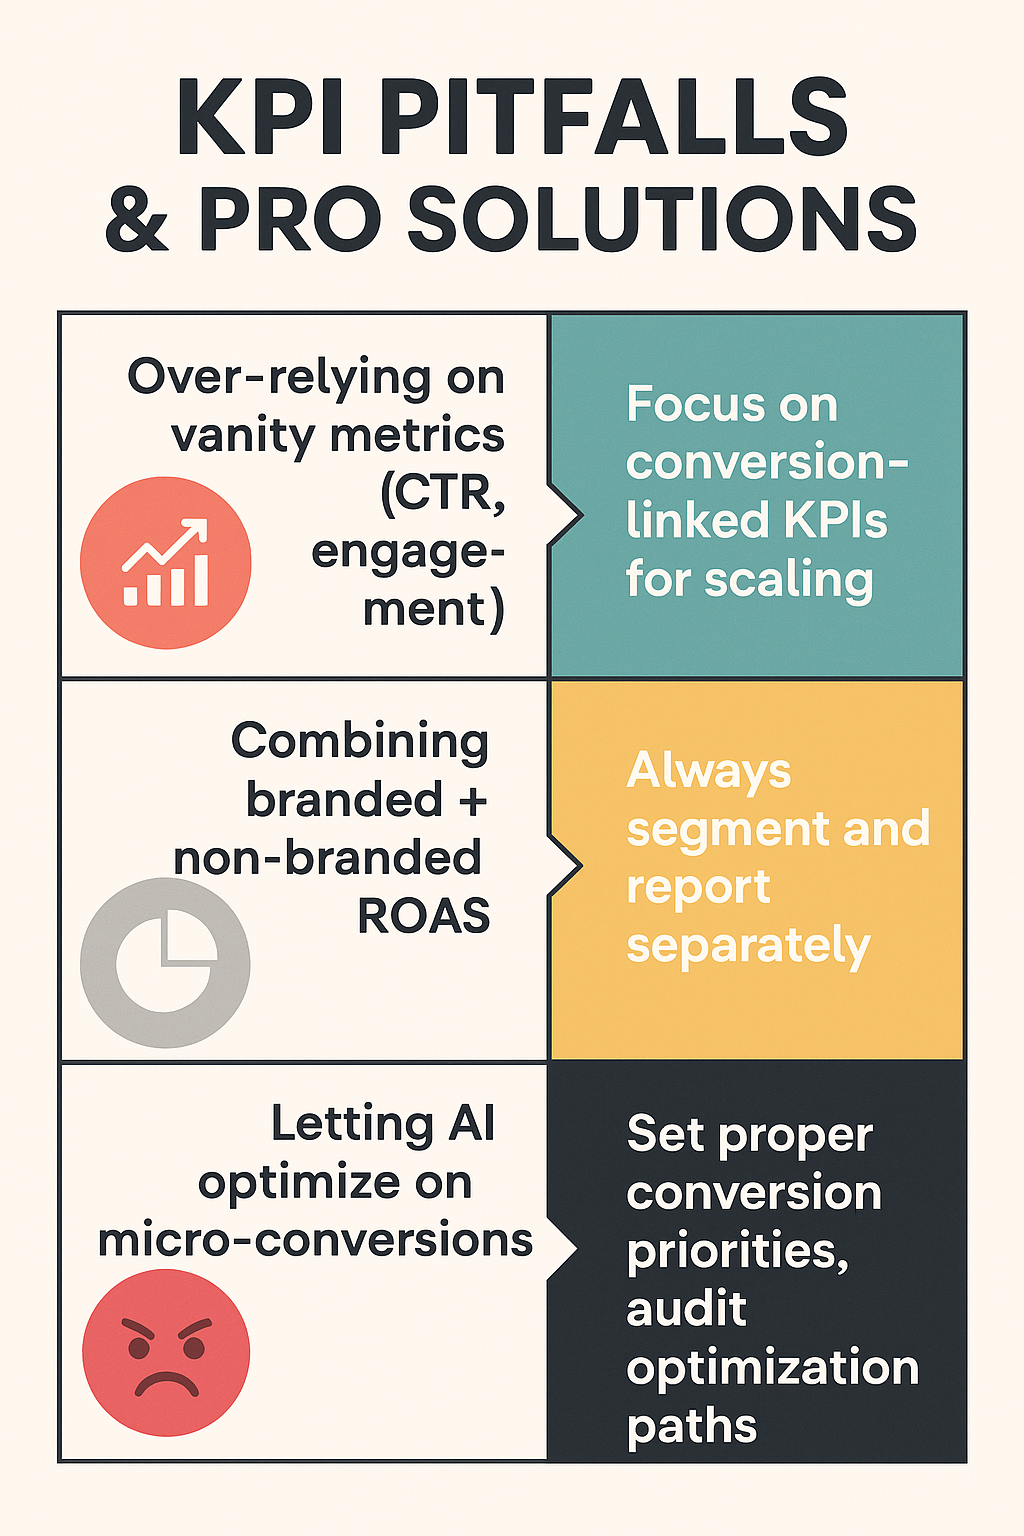 KPI PITFALLS
& PRO SOLUTIONS
Over-relying on
vanity metrics
(CTR,
engage-
ment)
Focus on
conversion-
linked KPIs
for scaling
Combining
branded +
non-branded
ROAS
Always
segment and
report
separately
Letting AI
optimize on
micro-conversions
Set proper
conversion
priorities,
audit
optimization
paths